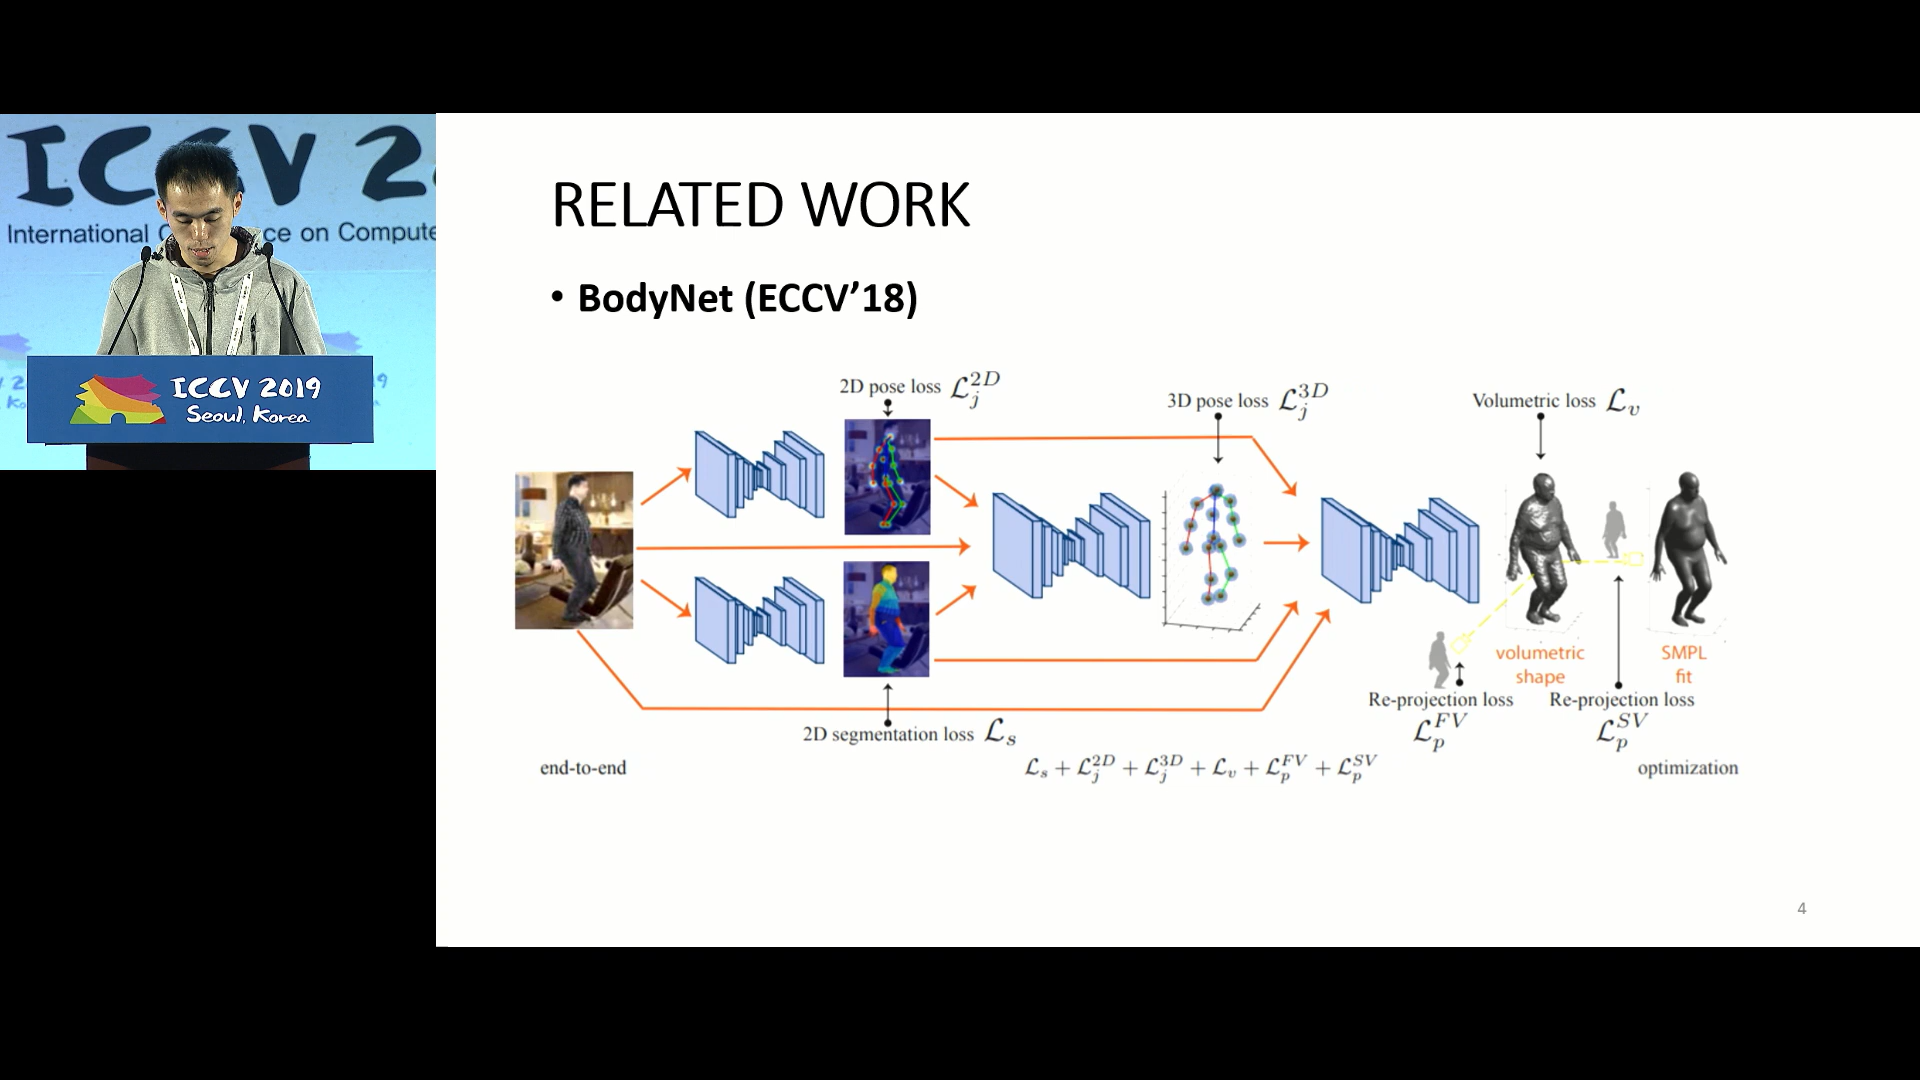 ICCV 2
International C ce on Compute
ICCV 2019
Seoul, Korea
RELATED WORK
• BodyNet (ECCV’18)
2D pose loss ℒ_j^{2D}
3D pose loss ℒ_j^{3D}
Volumetric loss ℒ_v
volumetric
shape
SMPL
fit
Re-projection loss
ℒ_p^{FV}
Re-projection loss
ℒ_p^{SV}
2D segmentation loss ℒ_s
end-to-end
ℒ_s + ℒ_j^{2D} + ℒ_j^{3D} + ℒ_v + ℒ_p^{FV} + ℒ_p^{SV}
optimization
4